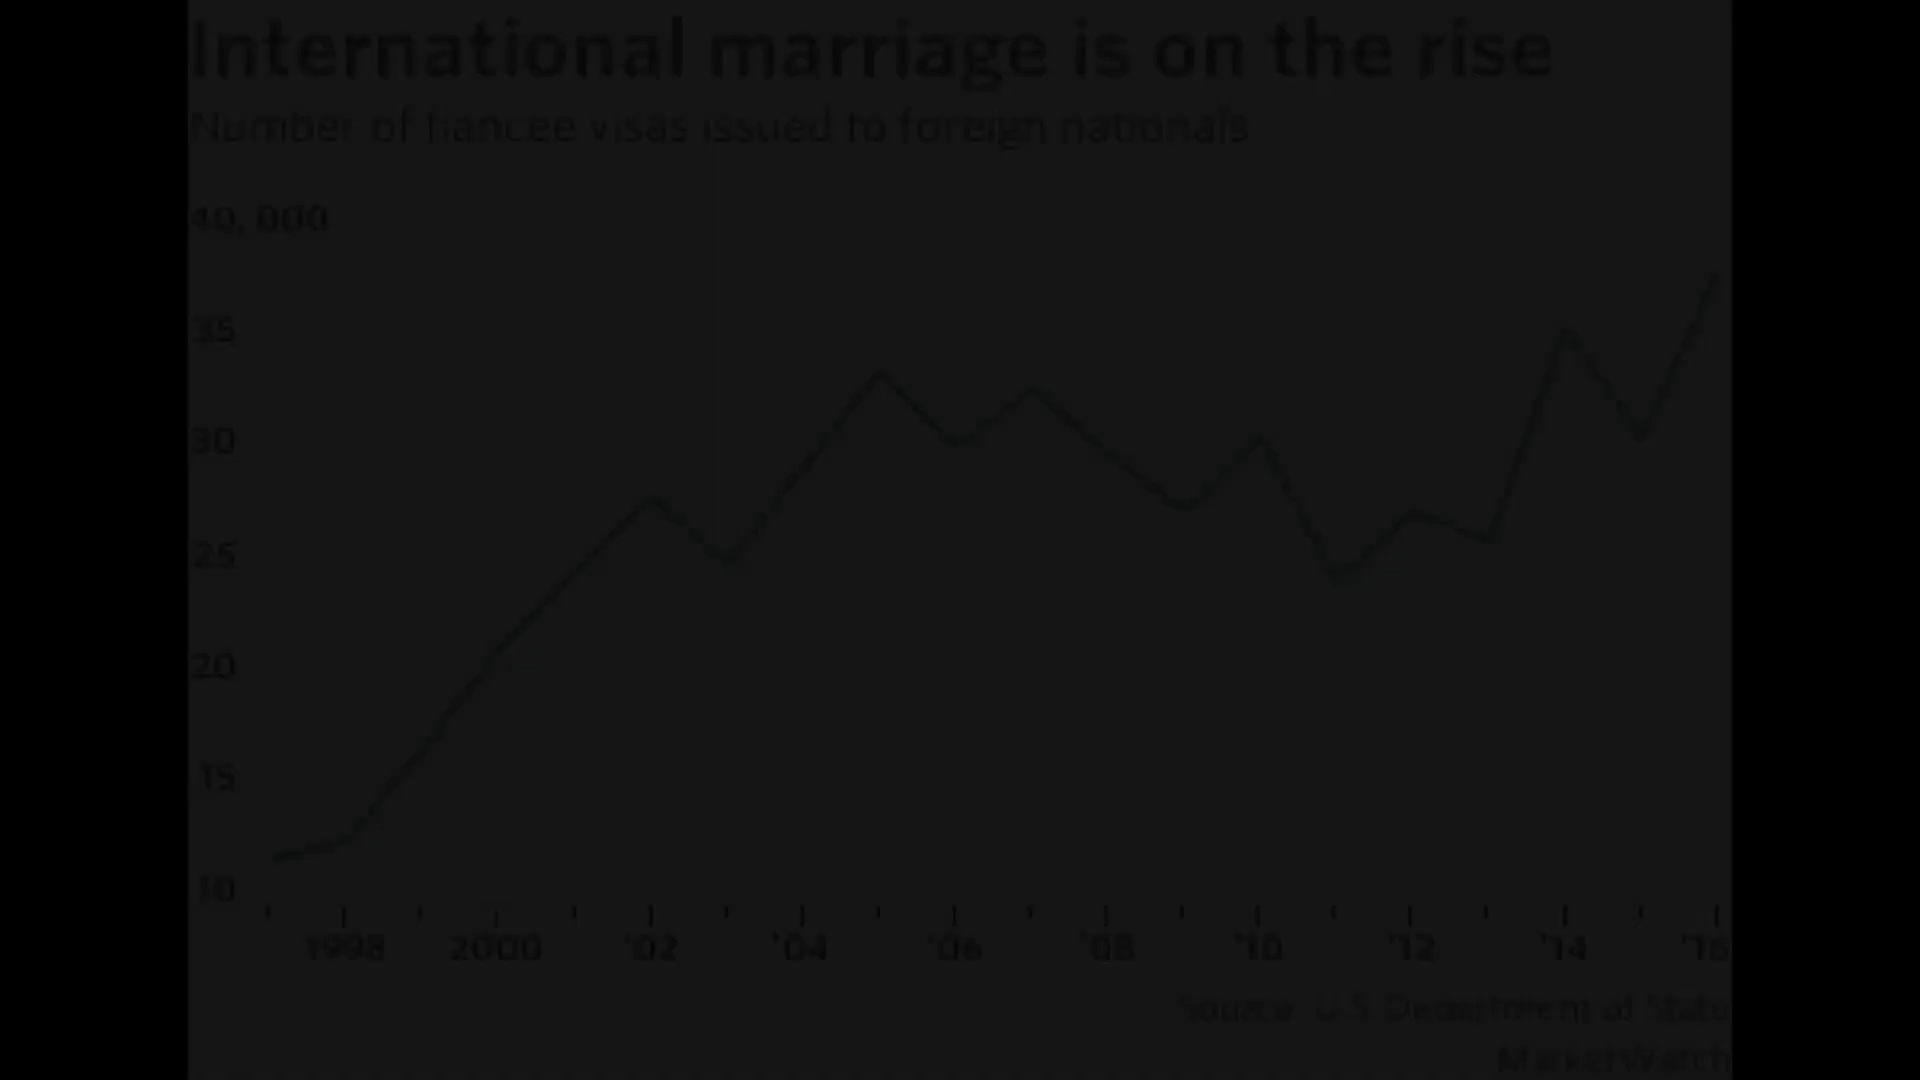 International marriage is on the rise
Number of fiancee visas issued to foreign nationals
40, 000
35
30
25
20
15
10
1998 2000 '02 '04 '06 '08 '10 '12 '14 '16
Source: U.S. Department of State
MarketWatch